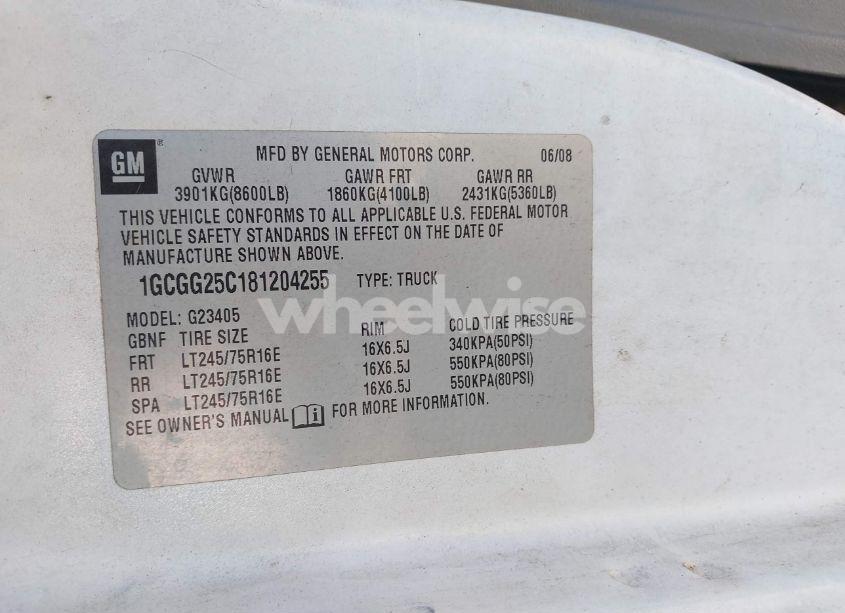 GM
MFD BY GENERAL MOTORS CORP. 06/08
GVWR GAWR FRT GAWR RR
3901KG(8600LB) 1860KG(4100LB) 2431KG(5360LB)
THIS VEHICLE CONFORMS TO ALL APPLICABLE U.S. FEDERAL MOTOR
VEHICLE SAFETY STANDARDS IN EFFECT ON THE DATE OF
MANUFACTURE SHOWN ABOVE.
1GCGG25C181204255 TYPE: TRUCK
wheelwise
MODEL: G23405
GBNF TIRE SIZE RIM COLD TIRE PRESSURE
FRT LT245/75R16E 16X6.5J 340KPA(50PSI)
RR LT245/75R16E 16X6.5J 550KPA(80PSI)
SPA LT245/75R16E 16X6.5J 550KPA(80PSI)
SEE OWNER'S MANUAL i FOR MORE INFORMATION.